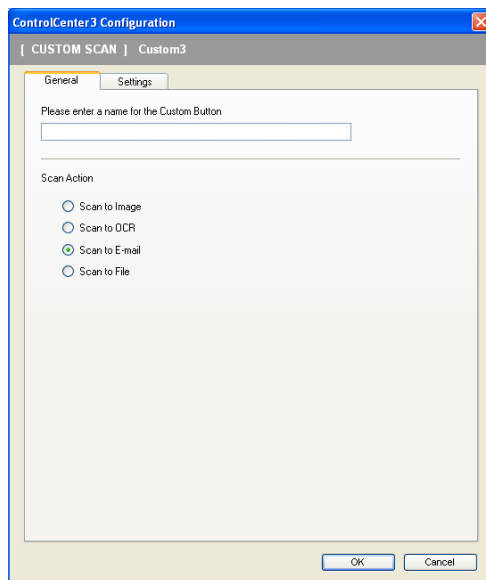 ControlCenter3 Configuration
[ CUSTOM SCAN ] Custom3
General Settings
Please enter a name for the Custom Button
Scan Action
Scan to Image
Scan to OCR
Scan to E-mail
Scan to File
OK Cancel